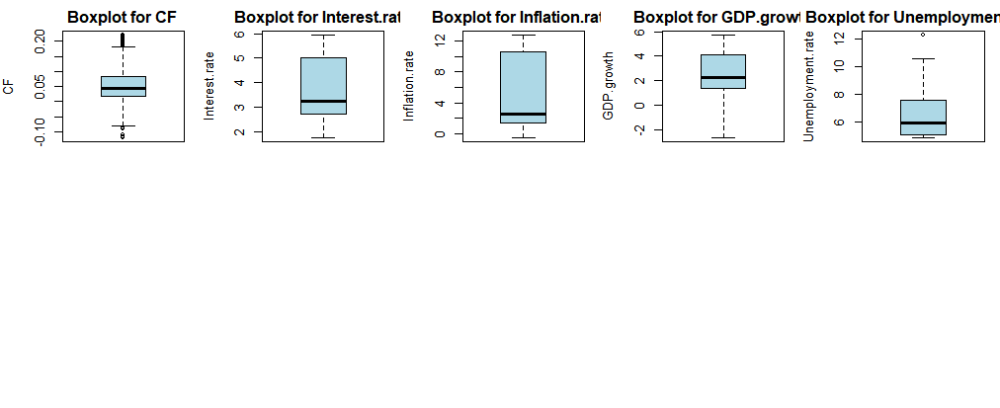 Boxplot for CF
CF
-0.10
0.05
0.20
Boxplot for Interest.rat
Interest.rate
2
3
4
5
6
Boxplot for Inflation.rat
Inflation.rate
0
4
8
12
Boxplot for GDP.growt
GDP.growth
-2
0
2
4
6
Boxplot for Unemploymen
Unemployment.rate
6
8
10
12